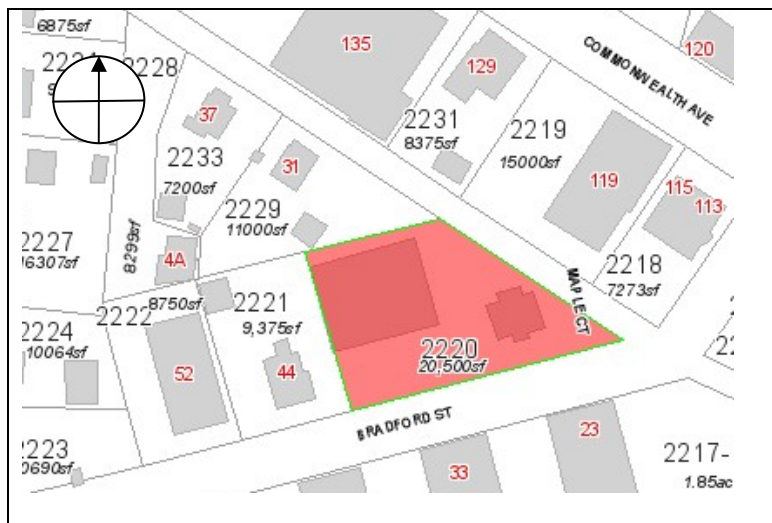 6875sf
135
COMMONWEALTH AVE
120
129
2228
37
2231
8375sf
2219
15000sf
2233
7200sf
31
119
115
113
2229
11000sf
8299sf
2227
16307sf
4A
2218
7273sf
MAPLE CT
8750sf
2222
2221
9,375sf
2224
10064sf
2220
20,500sf
52
44
BRADFORD ST
23
2223
0690sf
33
2217-
1.85ac